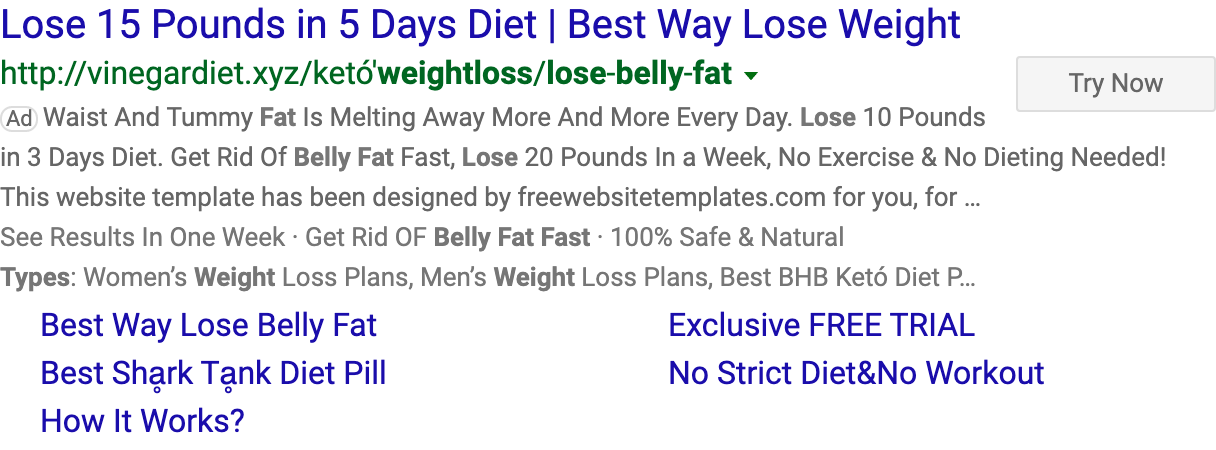 Lose 15 Pounds in 5 Days Diet | Best Way Lose Weight
http://vinegardiet.xyz/ketó'weightloss/lose-belly-fat
Try Now
Ad Waist And Tummy Fat Is Melting Away More And More Every Day. Lose 10 Pounds
in 3 Days Diet. Get Rid Of Belly Fat Fast, Lose 20 Pounds In a Week, No Exercise & No Dieting Needed!
This website template has been designed by freewebsitetemplates.com for you, for ...
See Results In One Week · Get Rid OF Belly Fat Fast · 100% Safe & Natural
Types: Women’s Weight Loss Plans, Men’s Weight Loss Plans, Best BHB Ketó Diet P...
Best Way Lose Belly Fat
Exclusive FREE TRIAL
Best Shḁrk Tḁnk Diet Pill
No Strict Diet&No Workout
How It Works?